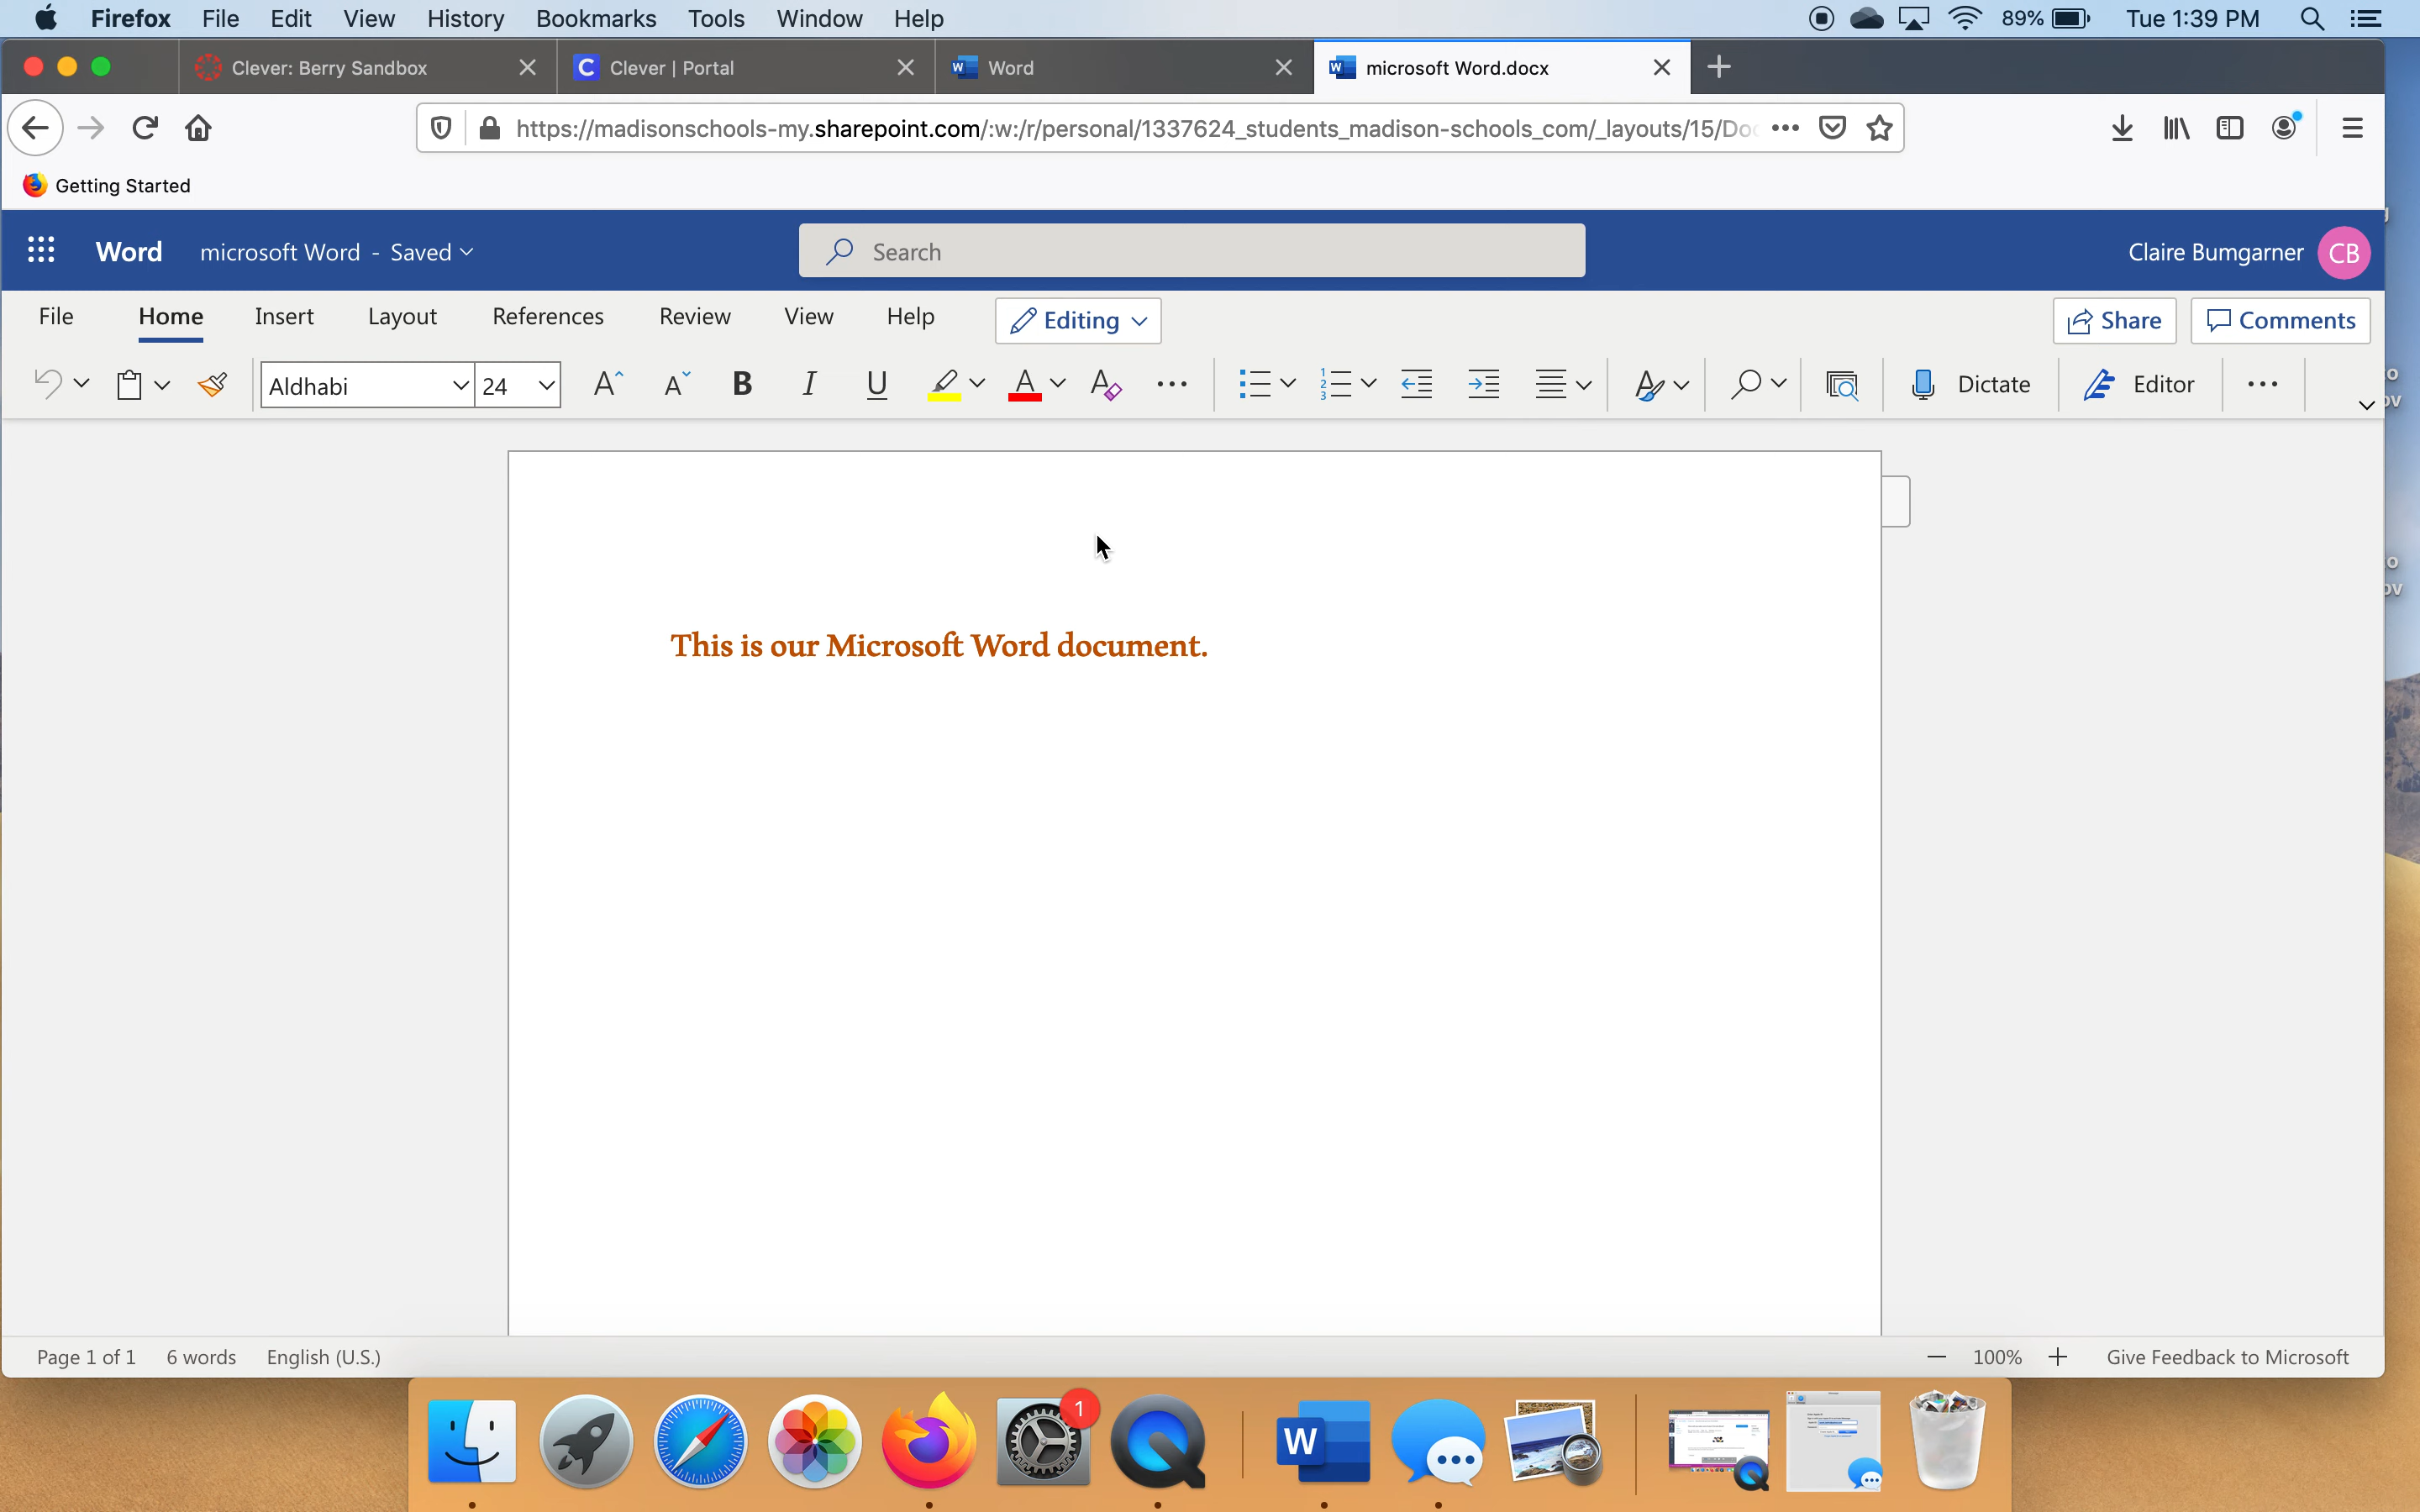 Firefox File Edit View History Bookmarks Tools Window Help 89% Tue 1:39 PM
Clever: Berry Sandbox Clever | Portal Word microsoft Word.docx
https://madisonschools-my.sharepoint.com/:w:/r/personal/1337624_students_madison-schools_com/_layouts/15/Do
Getting Started
Word microsoft Word - Saved Search Claire Bumgarner CB
File Home Insert Layout References Review View Help Editing Share Comments
Aldhabi 24 A A B I U A A Dictate Editor
This is our Microsoft Word document.
Page 1 of 1 6 words English (U.S.) 100% Give Feedback to Microsoft
1
W